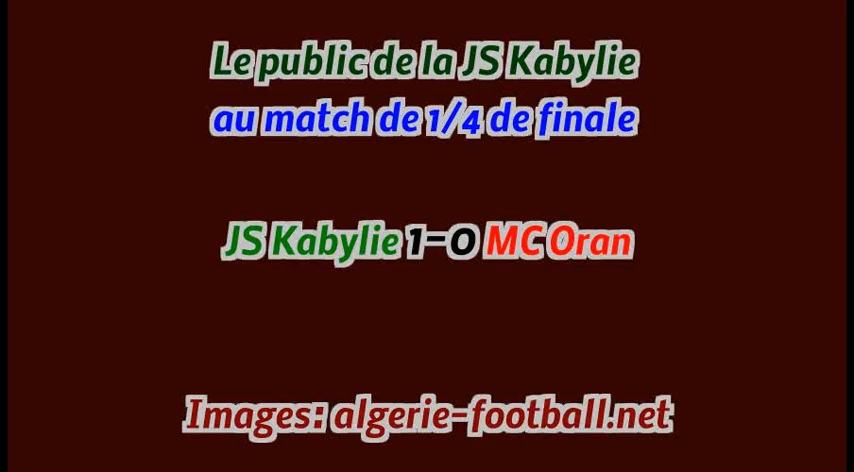 Le public de la JS Kabylie
au match de 1/4 de finale
JS Kabylie 1-0 MC Oran
Images: algerie-football.net